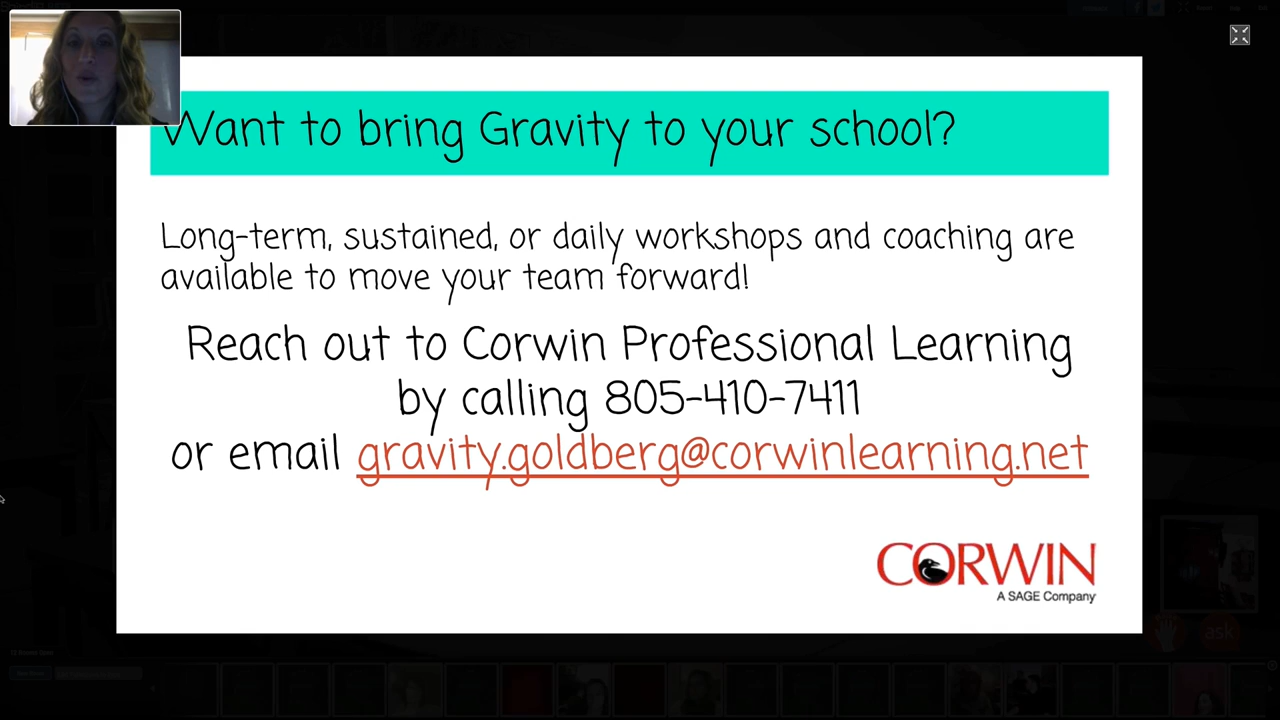 Want to bring Gravity to your school?
Long-term, sustained, or daily workshops and coaching are
available to move your team forward!
Reach out to Corwin Professional Learning
by calling 805-410-7411
or email gravity.goldberg@corwinlearning.net
CORWIN
A SAGE Company
ask